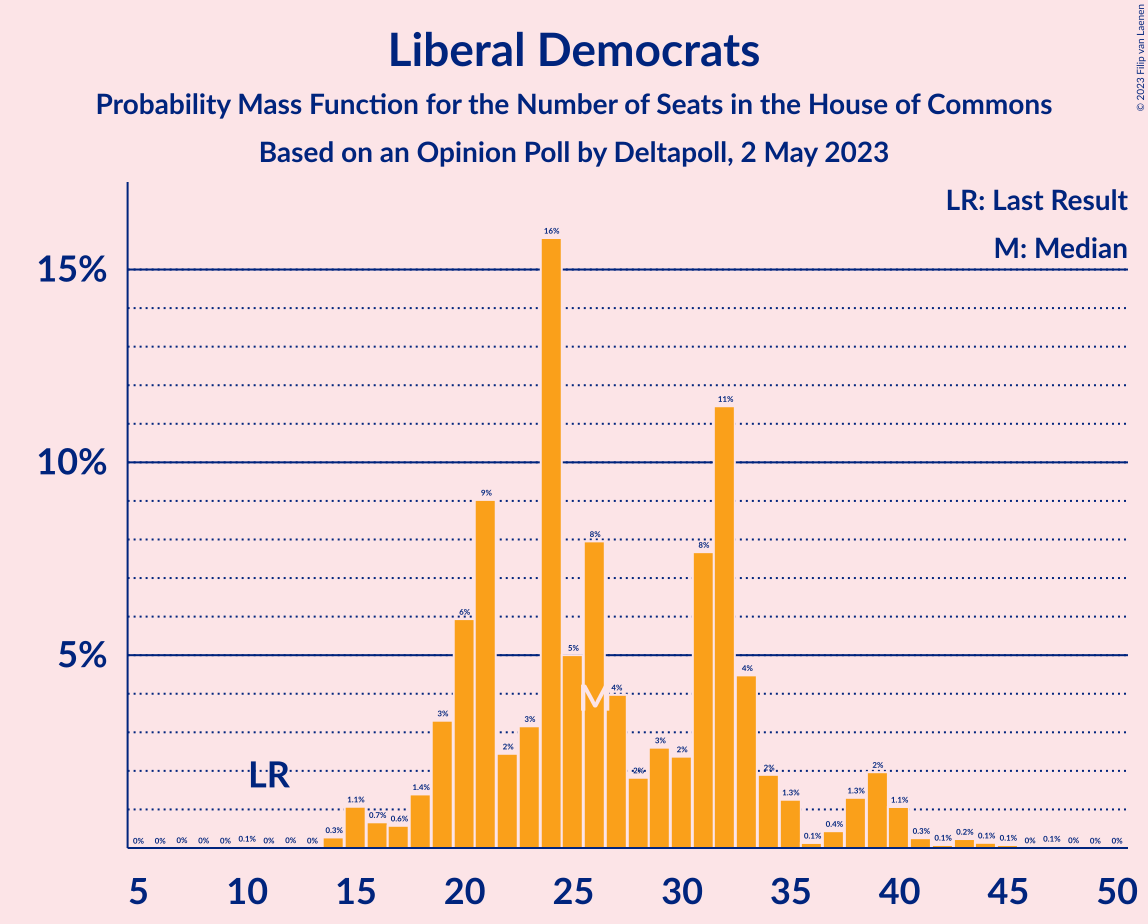 Liberal Democrats
Probability Mass Function for the Number of Seats in the House of Commons
Based on an Opinion Poll by Deltapoll, 2 May 2023
© 2023 Filip van Laenen
LR: Last Result
M: Median
15%
10%
5%
LR
M
0% 0% 0% 0% 0% 0.1% 0% 0% 0% 0.3% 1.1% 0.7% 0.6% 1.4% 3% 6% 9% 2% 3% 16% 5% 8% 4% 2% 3% 2% 8% 11% 4% 2% 1.3% 0.1% 0.4% 1.3% 2% 1.1% 0.3% 0.1% 0.2% 0.1% 0.1% 0% 0.1% 0% 0% 0%
5 10 15 20 25 30 35 40 45 50